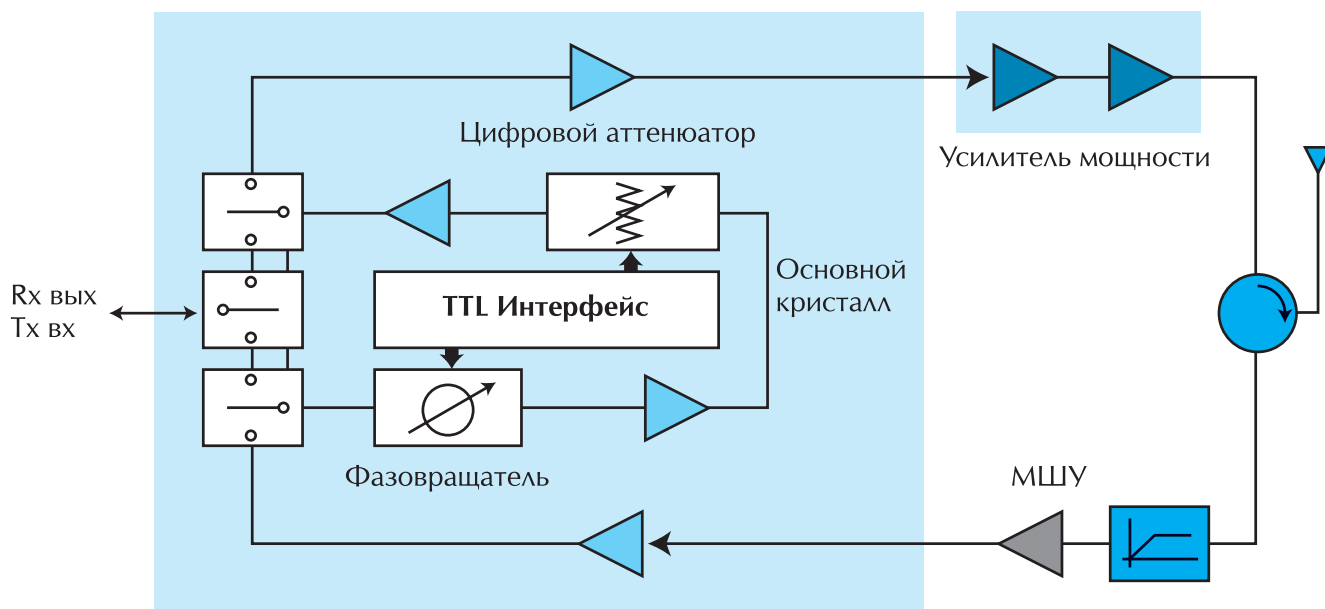 Цифровой аттенюатор
Усилитель мощности
Основной
кристалл
Rx вых
Tx вх
TTL Интерфейс
Фазовращатель
МШУ